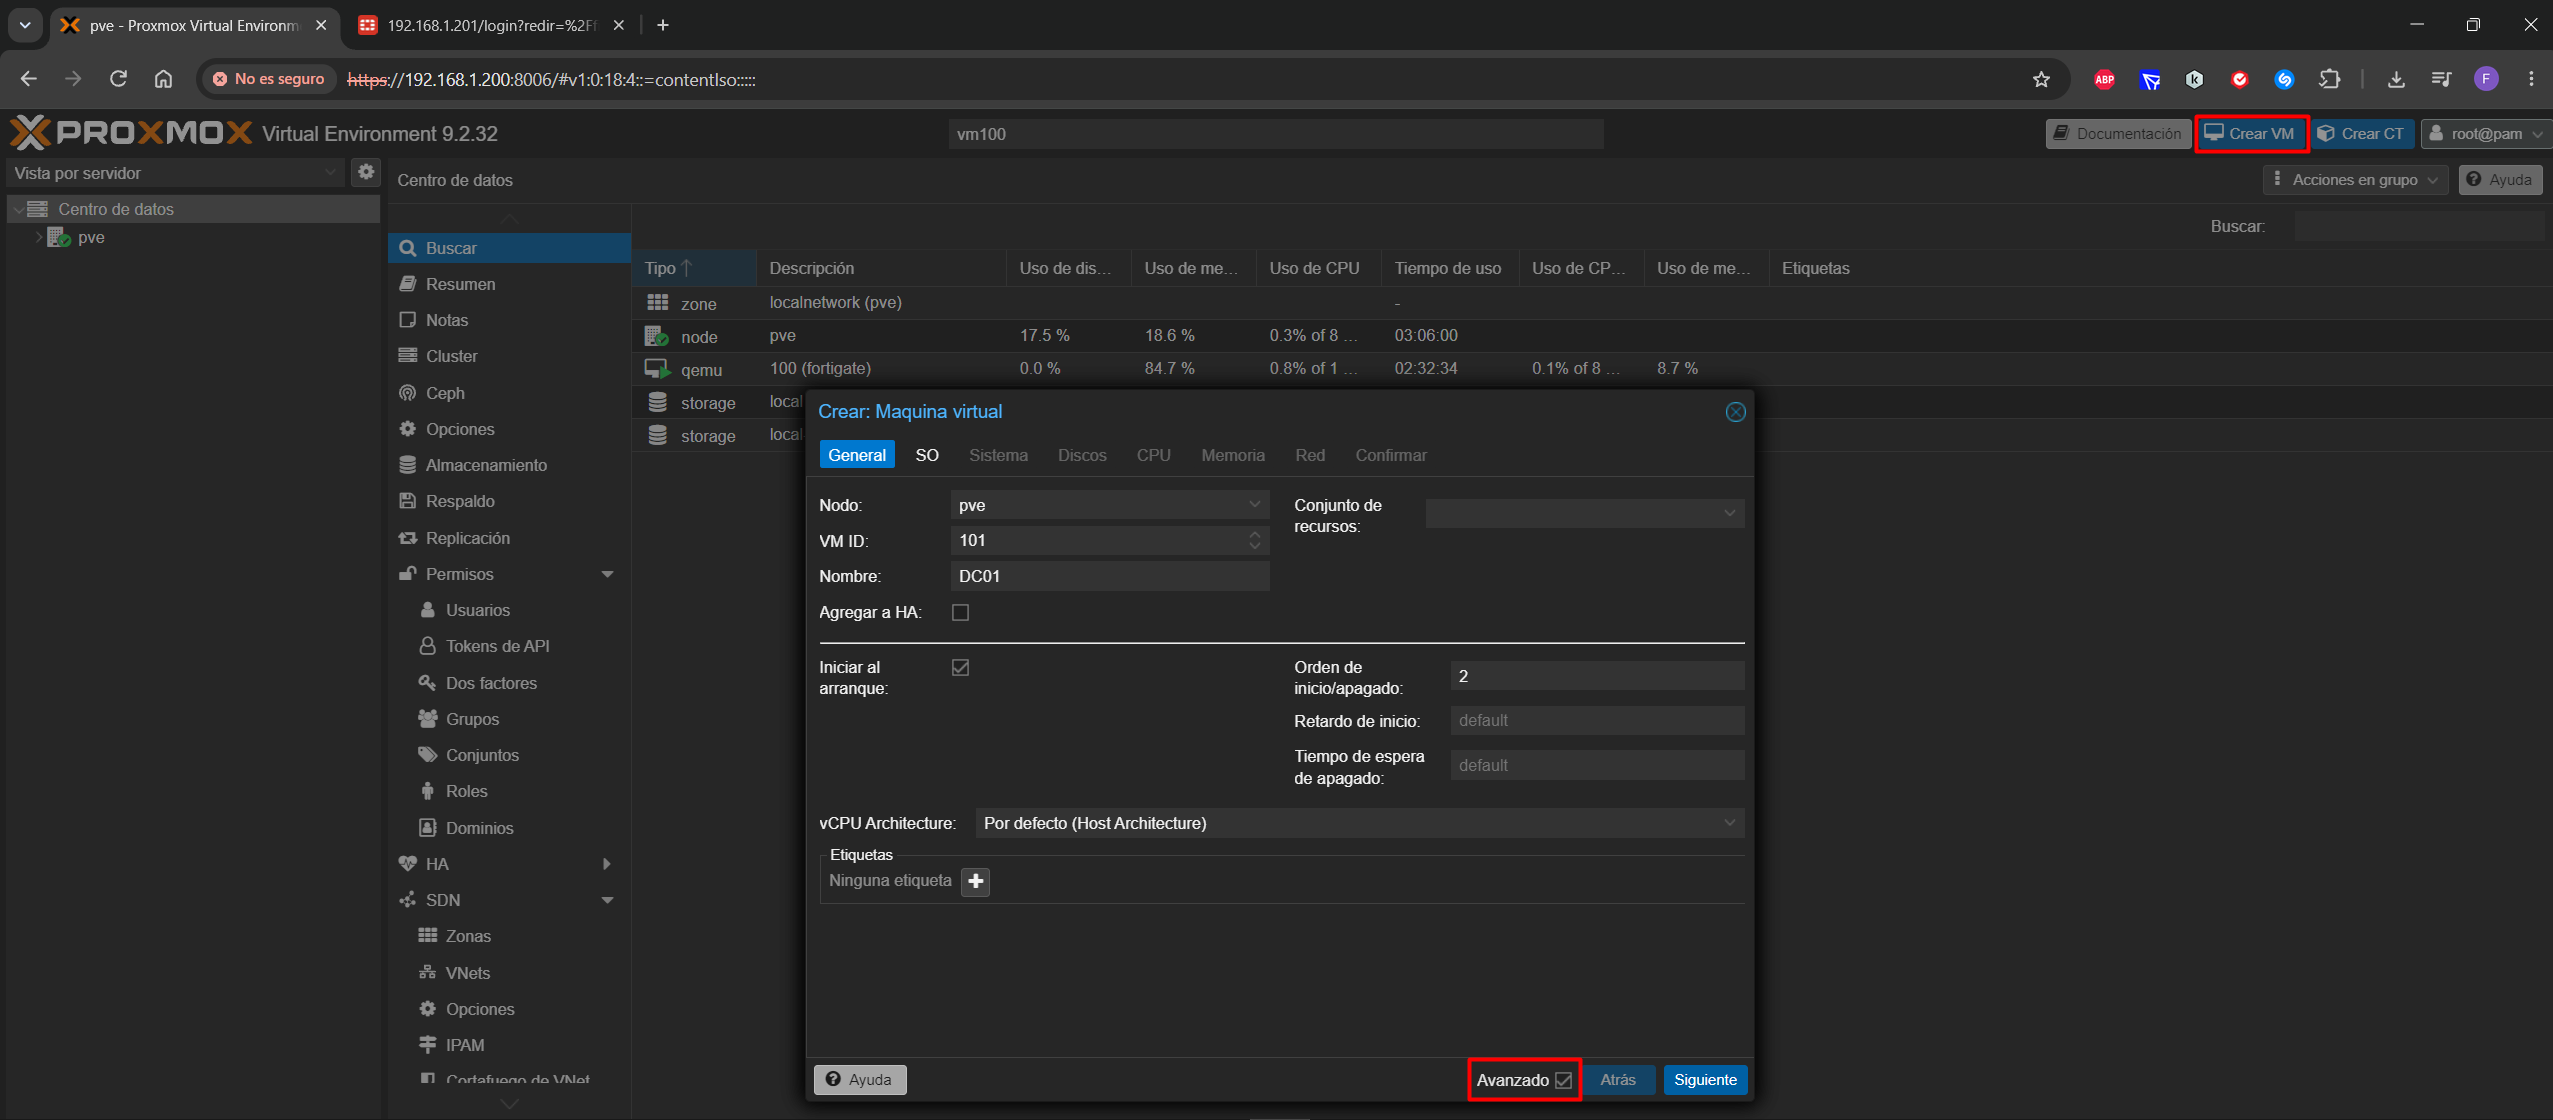 pve - Proxmox Virtual Environm
192.168.1.201/login?redir=%2Ff
No es seguro
https://192.168.1.200:8006/#v1:0:18:4::=contentIso:::::
ABP
F
PROXMOX Virtual Environment 9.2.32
vm100
Documentación
Crear VM
Crear CT
root@pam
Vista por servidor
Centro de datos
Acciones en grupo
Ayuda
Centro de datos
pve
Buscar:
Buscar
Resumen
Notas
Cluster
Ceph
Opciones
Almacenamiento
Respaldo
Replicación
Permisos
Usuarios
Tokens de API
Dos factores
Grupos
Conjuntos
Roles
Dominios
HA
SDN
Zonas
VNets
Opciones
IPAM
Cortafuego de VNet
Tipo Descripción Uso de dis... Uso de me... Uso de CPU Tiempo de uso Uso de CP... Uso de me... Etiquetas
zone localnetwork (pve) -
node pve 17.5 % 18.6 % 0.3% of 8 ... 03:06:00
qemu 100 (fortigate) 0.0 % 84.7 % 0.8% of 1 ... 02:32:34 0.1% of 8 ... 8.7 %
storage local
storage local
Crear: Maquina virtual
General SO Sistema Discos CPU Memoria Red Confirmar
Nodo: pve
Conjunto de recursos:
VM ID: 101
Nombre: DC01
Agregar a HA:
Iniciar al arranque:
Orden de inicio/apagado: 2
Retardo de inicio: default
Tiempo de espera de apagado: default
vCPU Architecture: Por defecto (Host Architecture)
Etiquetas
Ninguna etiqueta
Ayuda
Avanzado
Atrás
Siguiente